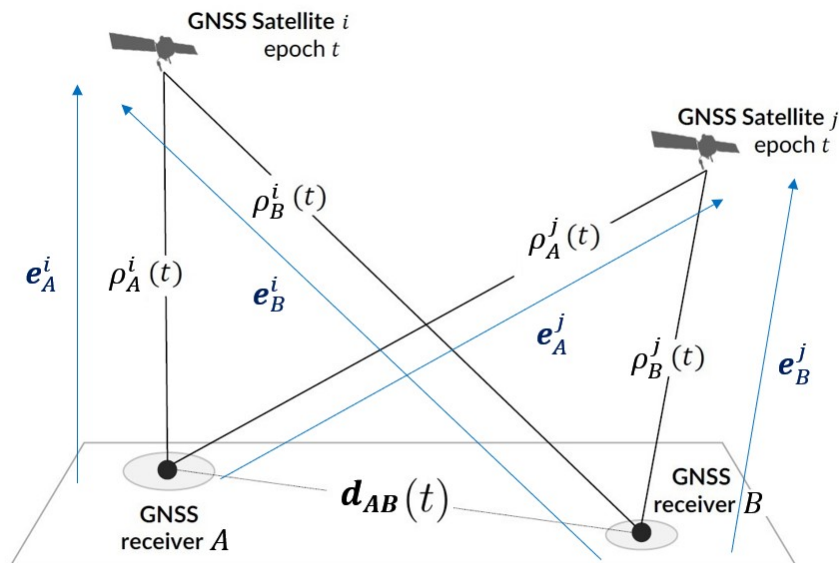 GNSS Satellite i
epoch t
GNSS Satellite j
epoch t
ρ_B^i (t)
ρ_A^j (t)
ρ_A^i (t)
e_A^i
e_B^i
e_A^j
ρ_B^j (t)
e_B^j
d_AB (t)
GNSS
receiver A
GNSS
receiver B